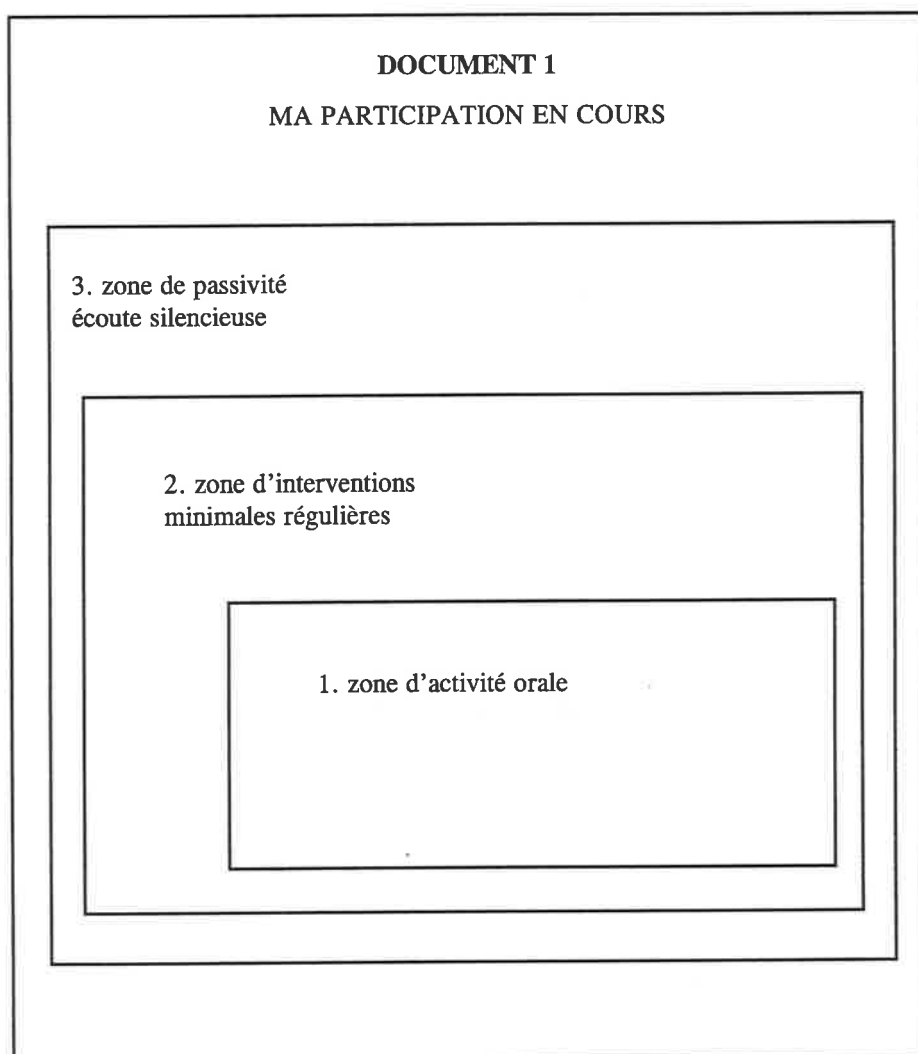 DOCUMENT 1
MA PARTICIPATION EN COURS
3. zone de passivité
écoute silencieuse
2. zone d'interventions
minimales régulières
1. zone d'activité orale